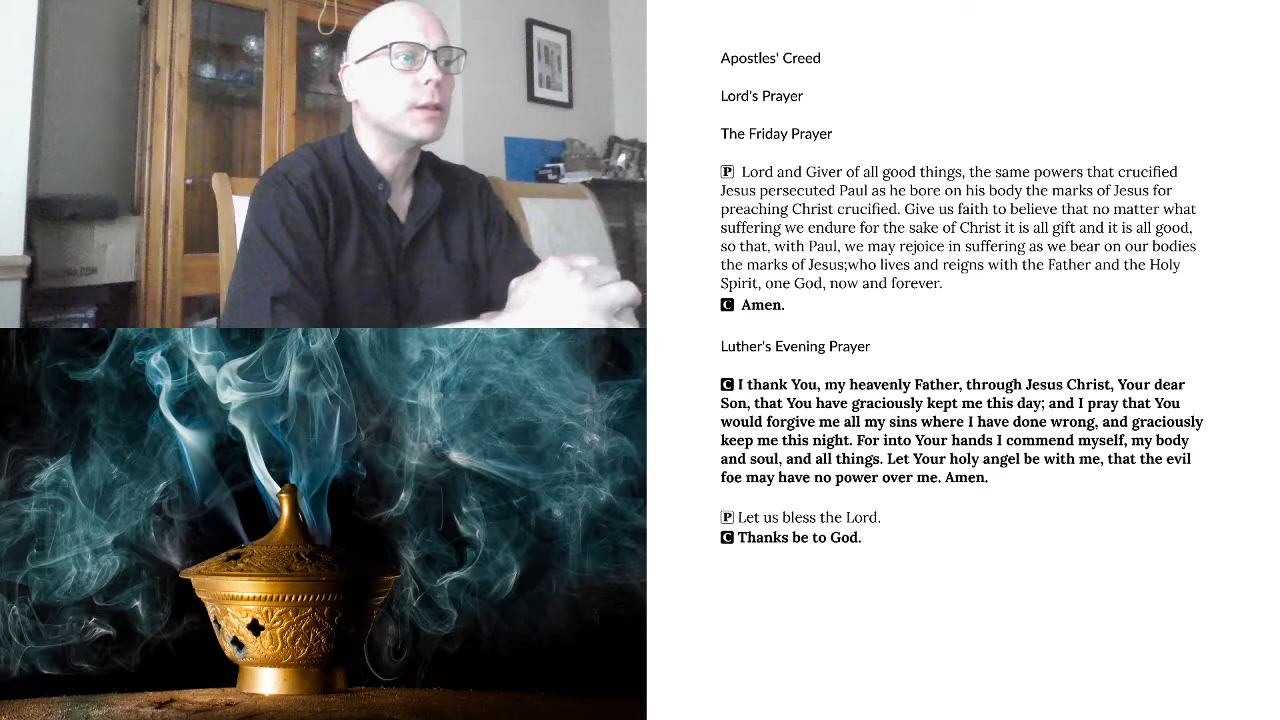 Apostles' Creed
Lord's Prayer
The Friday Prayer
P Lord and Giver of all good things, the same powers that crucified
Jesus persecuted Paul as he bore on his body the marks of Jesus for
preaching Christ crucified. Give us faith to believe that no matter what
suffering we endure for the sake of Christ it is all gift and it is all good,
so that, with Paul, we may rejoice in suffering as we bear on our bodies
the marks of Jesus;who lives and reigns with the Father and the Holy
Spirit, one God, now and forever.
C Amen.
Luther's Evening Prayer
C I thank You, my heavenly Father, through Jesus Christ, Your dear
Son, that You have graciously kept me this day; and I pray that You
would forgive me all my sins where I have done wrong, and graciously
keep me this night. For into Your hands I commend myself, my body
and soul, and all things. Let Your holy angel be with me, that the evil
foe may have no power over me. Amen.
P Let us bless the Lord.
C Thanks be to God.